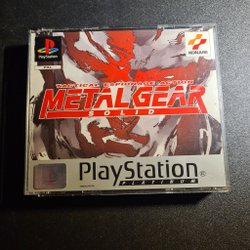 PlayStation
KONAMI
TACTICAL ESPIONAGE ACTION
METAL GEAR
SOLID
PlayStation®
PLATINUM